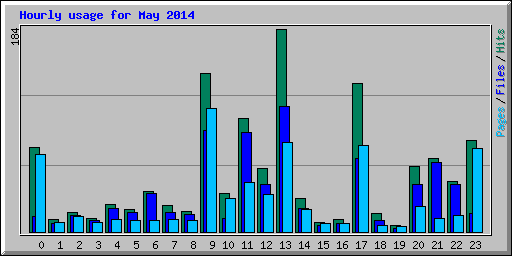 Hourly usage for May 2014
184
Pages / Files / Hits
0 1 2 3 4 5 6 7 8 9 10 11 12 13 14 15 16 17 18 19 20 21 22 23